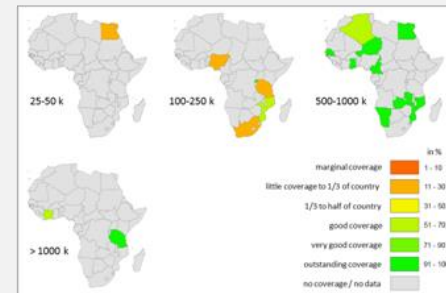 25-50 k
100-250 k
500-1000 k
> 1000 k
in %
marginal coverage 1 - 10
little coverage to 1/3 of country 11 - 30
1/3 to half of country 31 - 50
good coverage 51 - 70
very good coverage 71 - 90
outstanding coverage 91 - 100
no coverage / no data